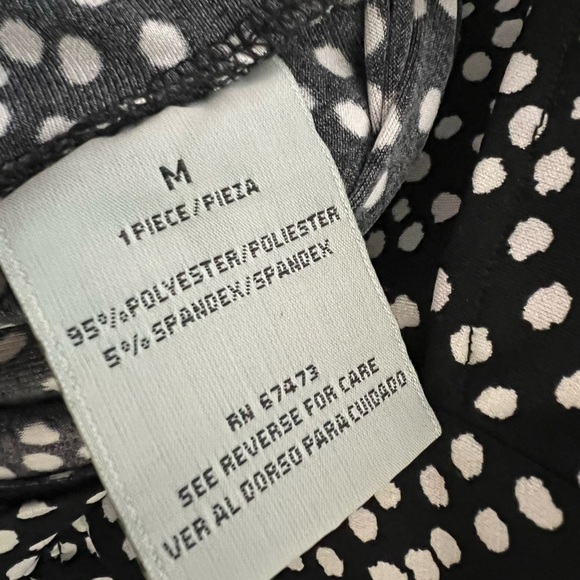 M
1 PIECE/PIEZA
95% POLYESTER/POLIESTER
5% SPANDEX/SPANDEX
RN 67473
SEE REVERSE FOR CARE
VER AL DORSO PARA CUIDADO